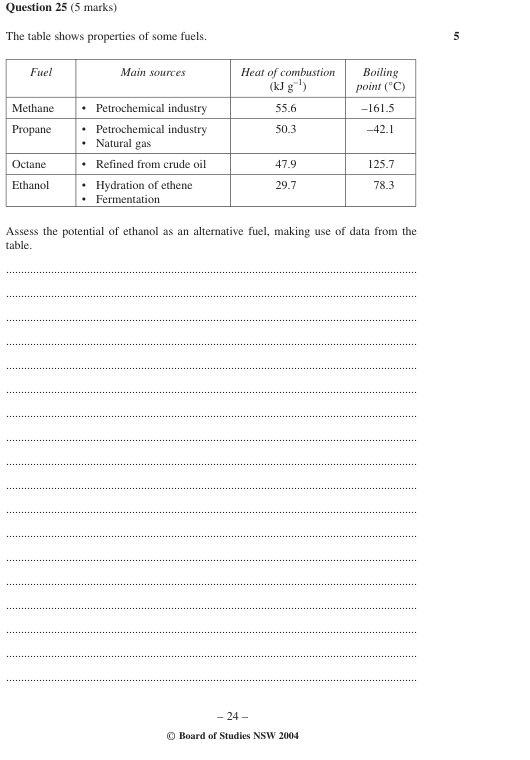 Question 25 (5 marks)
The table shows properties of some fuels. 5
Fuel Main sources Heat of combustion (kJ g⁻¹) Boiling point (°C)
Methane • Petrochemical industry 55.6 –161.5
Propane • Petrochemical industry 50.3 –42.1
• Natural gas
Octane • Refined from crude oil 47.9 125.7
Ethanol • Hydration of ethene 29.7 78.3
• Fermentation
Assess the potential of ethanol as an alternative fuel, making use of data from the
table.
– 24 –
© Board of Studies NSW 2004